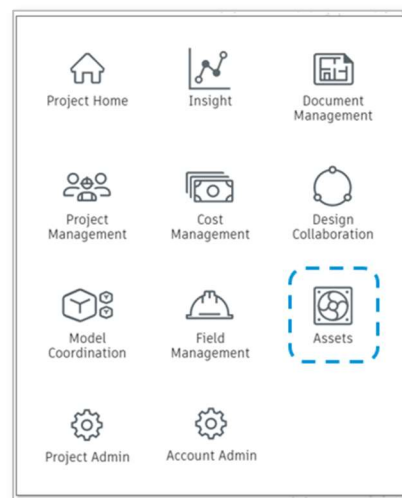 Project Home
Insight
Document
Management
Project
Management
Cost
Management
Design
Collaboration
Model
Coordination
Field
Management
Assets
Project Admin
Account Admin